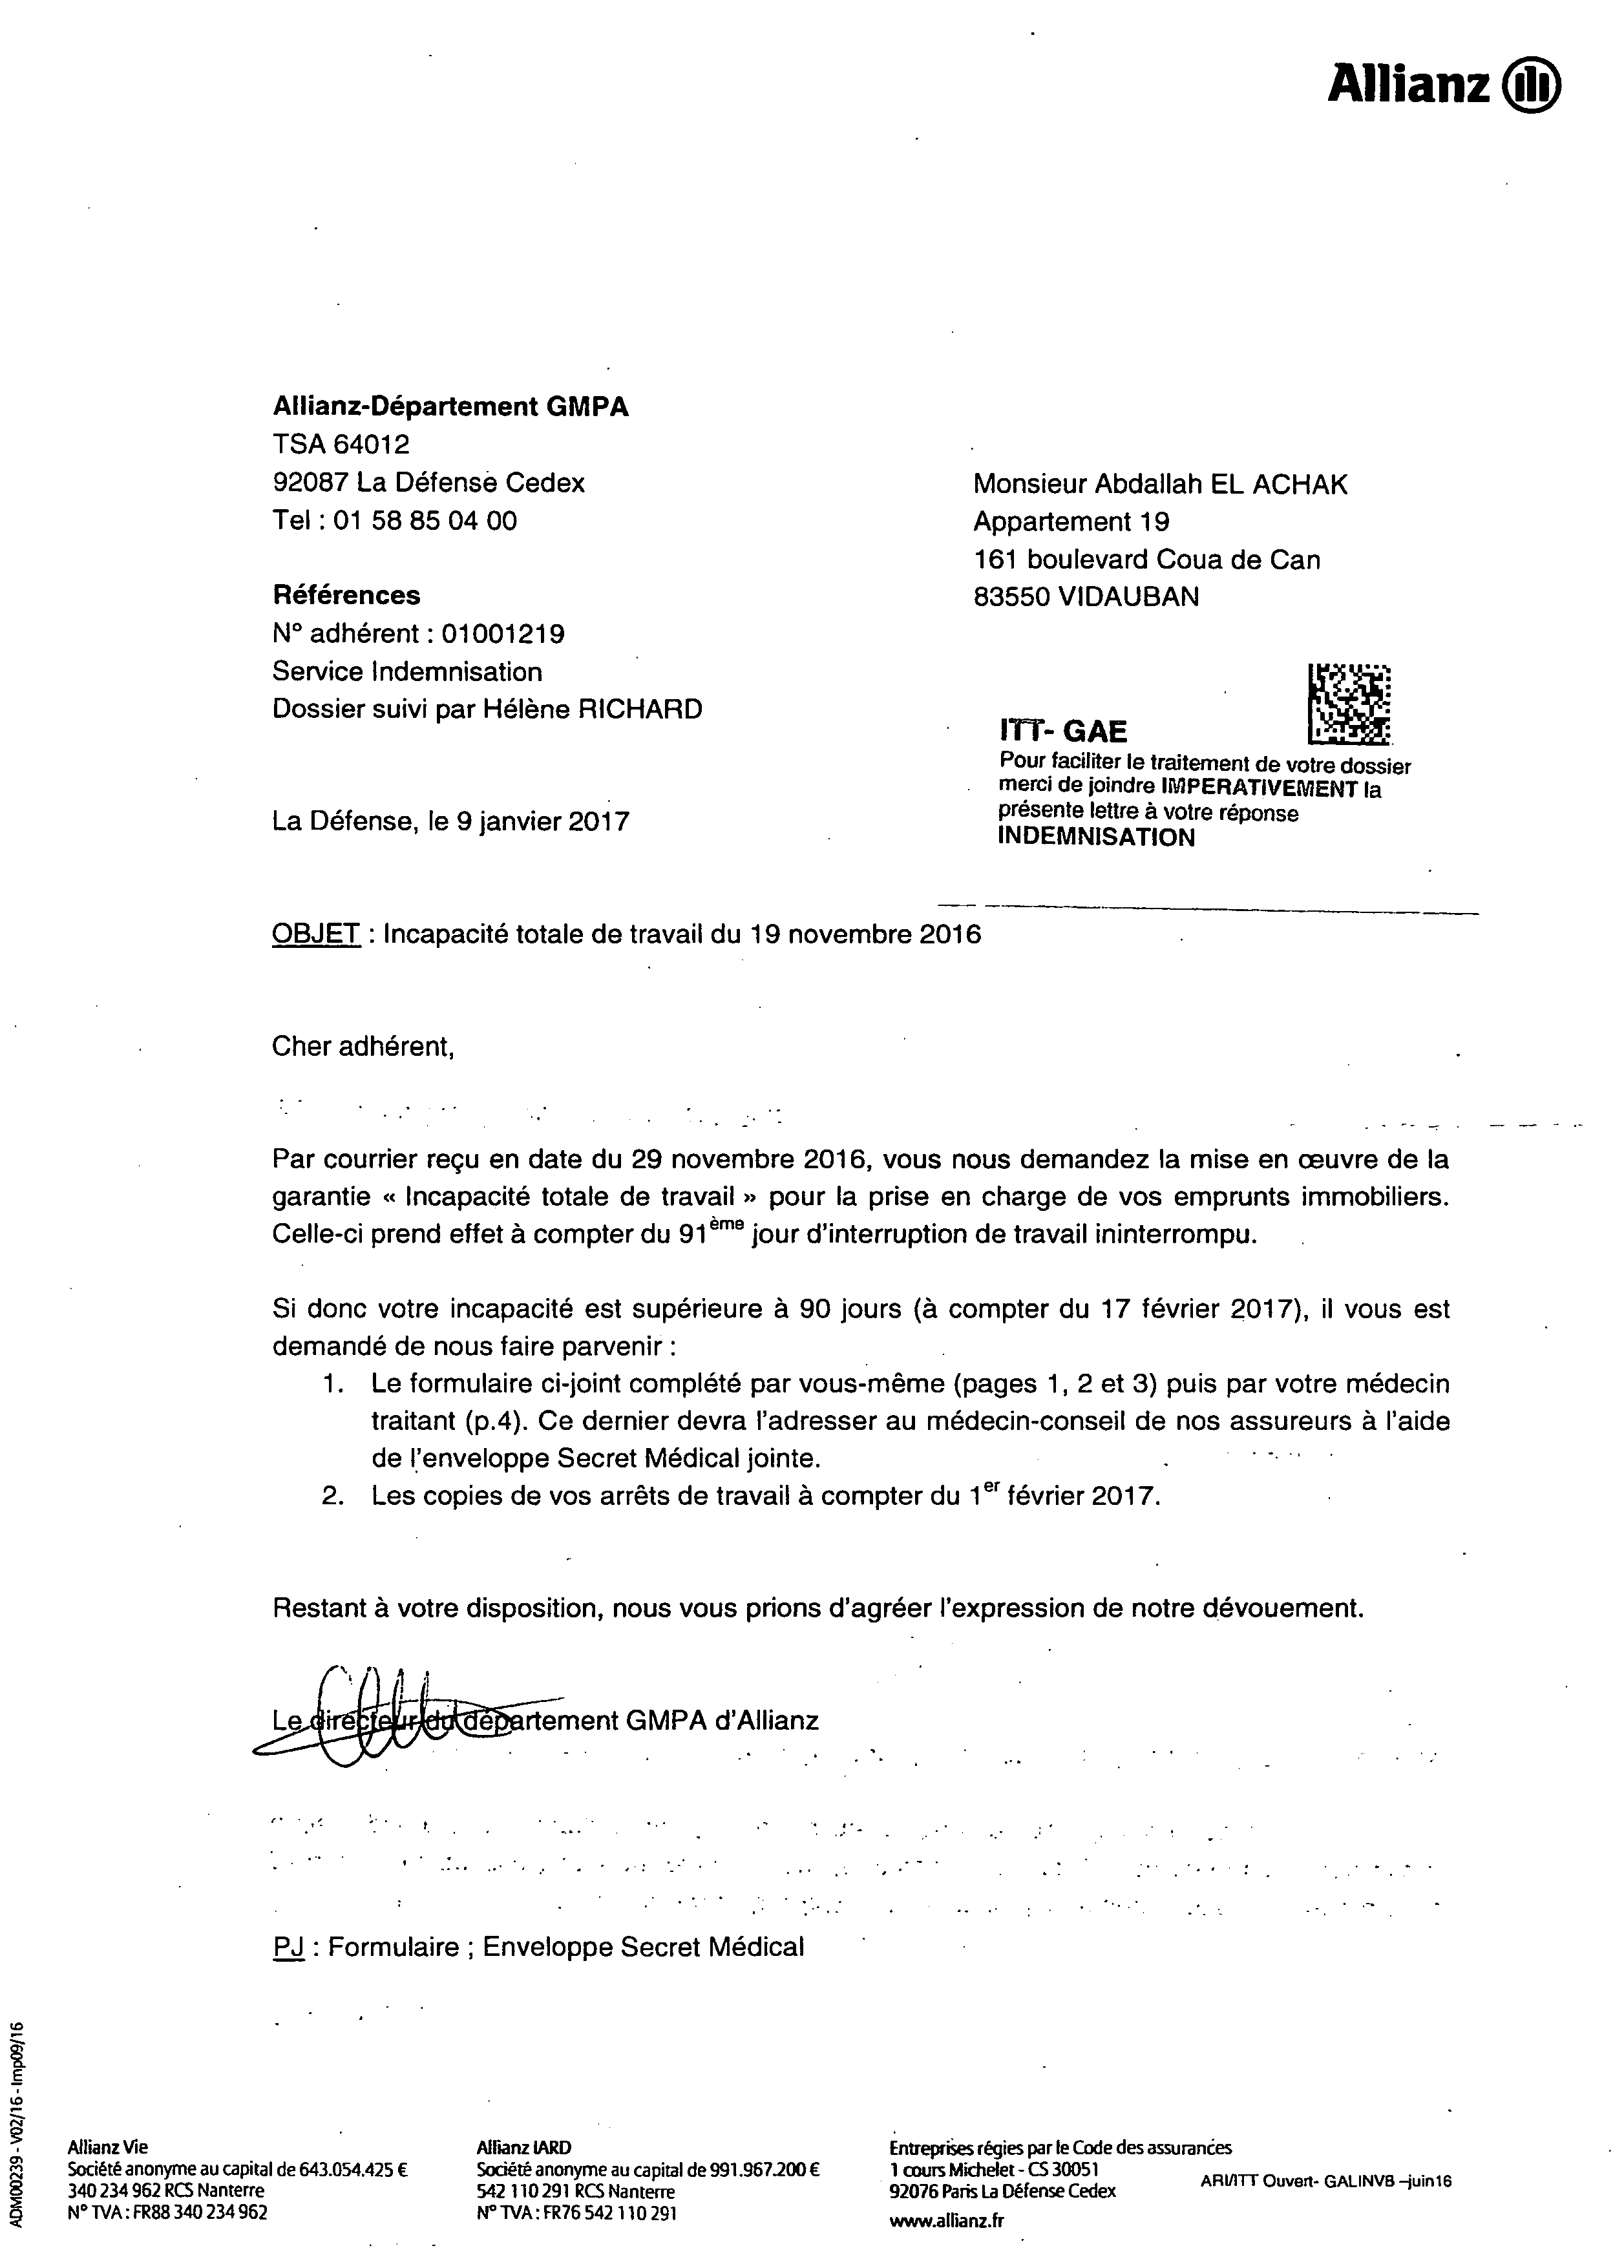 Allianz
Allianz-Département GMPA
TSA 64012
92087 La Défense Cedex
Tel : 01 58 85 04 00
Monsieur Abdallah EL ACHAK
Appartement 19
161 boulevard Coua de Can
83550 VIDAUBAN
Références
N° adhérent : 01001219
Service Indemnisation
Dossier suivi par Hélène RICHARD
ITT- GAE
Pour faciliter le traitement de votre dossier
merci de joindre IMPERATIVEMENT la
présente lettre à votre réponse
INDEMNISATION
La Défense, le 9 janvier 2017
OBJET : Incapacité totale de travail du 19 novembre 2016
Cher adhérent,
Par courrier reçu en date du 29 novembre 2016, vous nous demandez la mise en œuvre de la
garantie « Incapacité totale de travail » pour la prise en charge de vos emprunts immobiliers.
Celle-ci prend effet à compter du 91ème jour d'interruption de travail ininterrompu.
Si donc votre incapacité est supérieure à 90 jours (à compter du 17 février 2017), il vous est
demandé de nous faire parvenir :
1. Le formulaire ci-joint complété par vous-même (pages 1, 2 et 3) puis par votre médecin
traitant (p.4). Ce dernier devra l'adresser au médecin-conseil de nos assureurs à l'aide
de l'enveloppe Secret Médical jointe.
2. Les copies de vos arrêts de travail à compter du 1er février 2017.
Restant à votre disposition, nous vous prions d'agréer l'expression de notre dévouement.
Le directeur du département GMPA d'Allianz
PJ : Formulaire ; Enveloppe Secret Médical
ADM00239 - V02/16 - Imp09/16
Allianz Vie
Société anonyme au capital de 643.054.425 €
340 234 962 RCS Nanterre
N° TVA : FR88 340 234 962
Allianz IARD
Société anonyme au capital de 991.967.200 €
542 110 291 RCS Nanterre
N° TVA : FR76 542 110 291
Entreprises régies par le Code des assurances
1 cours Michelet - CS 30051
92076 Paris La Défense Cedex
www.allianz.fr
AR/ITT Ouvert- GALINVB –juin16